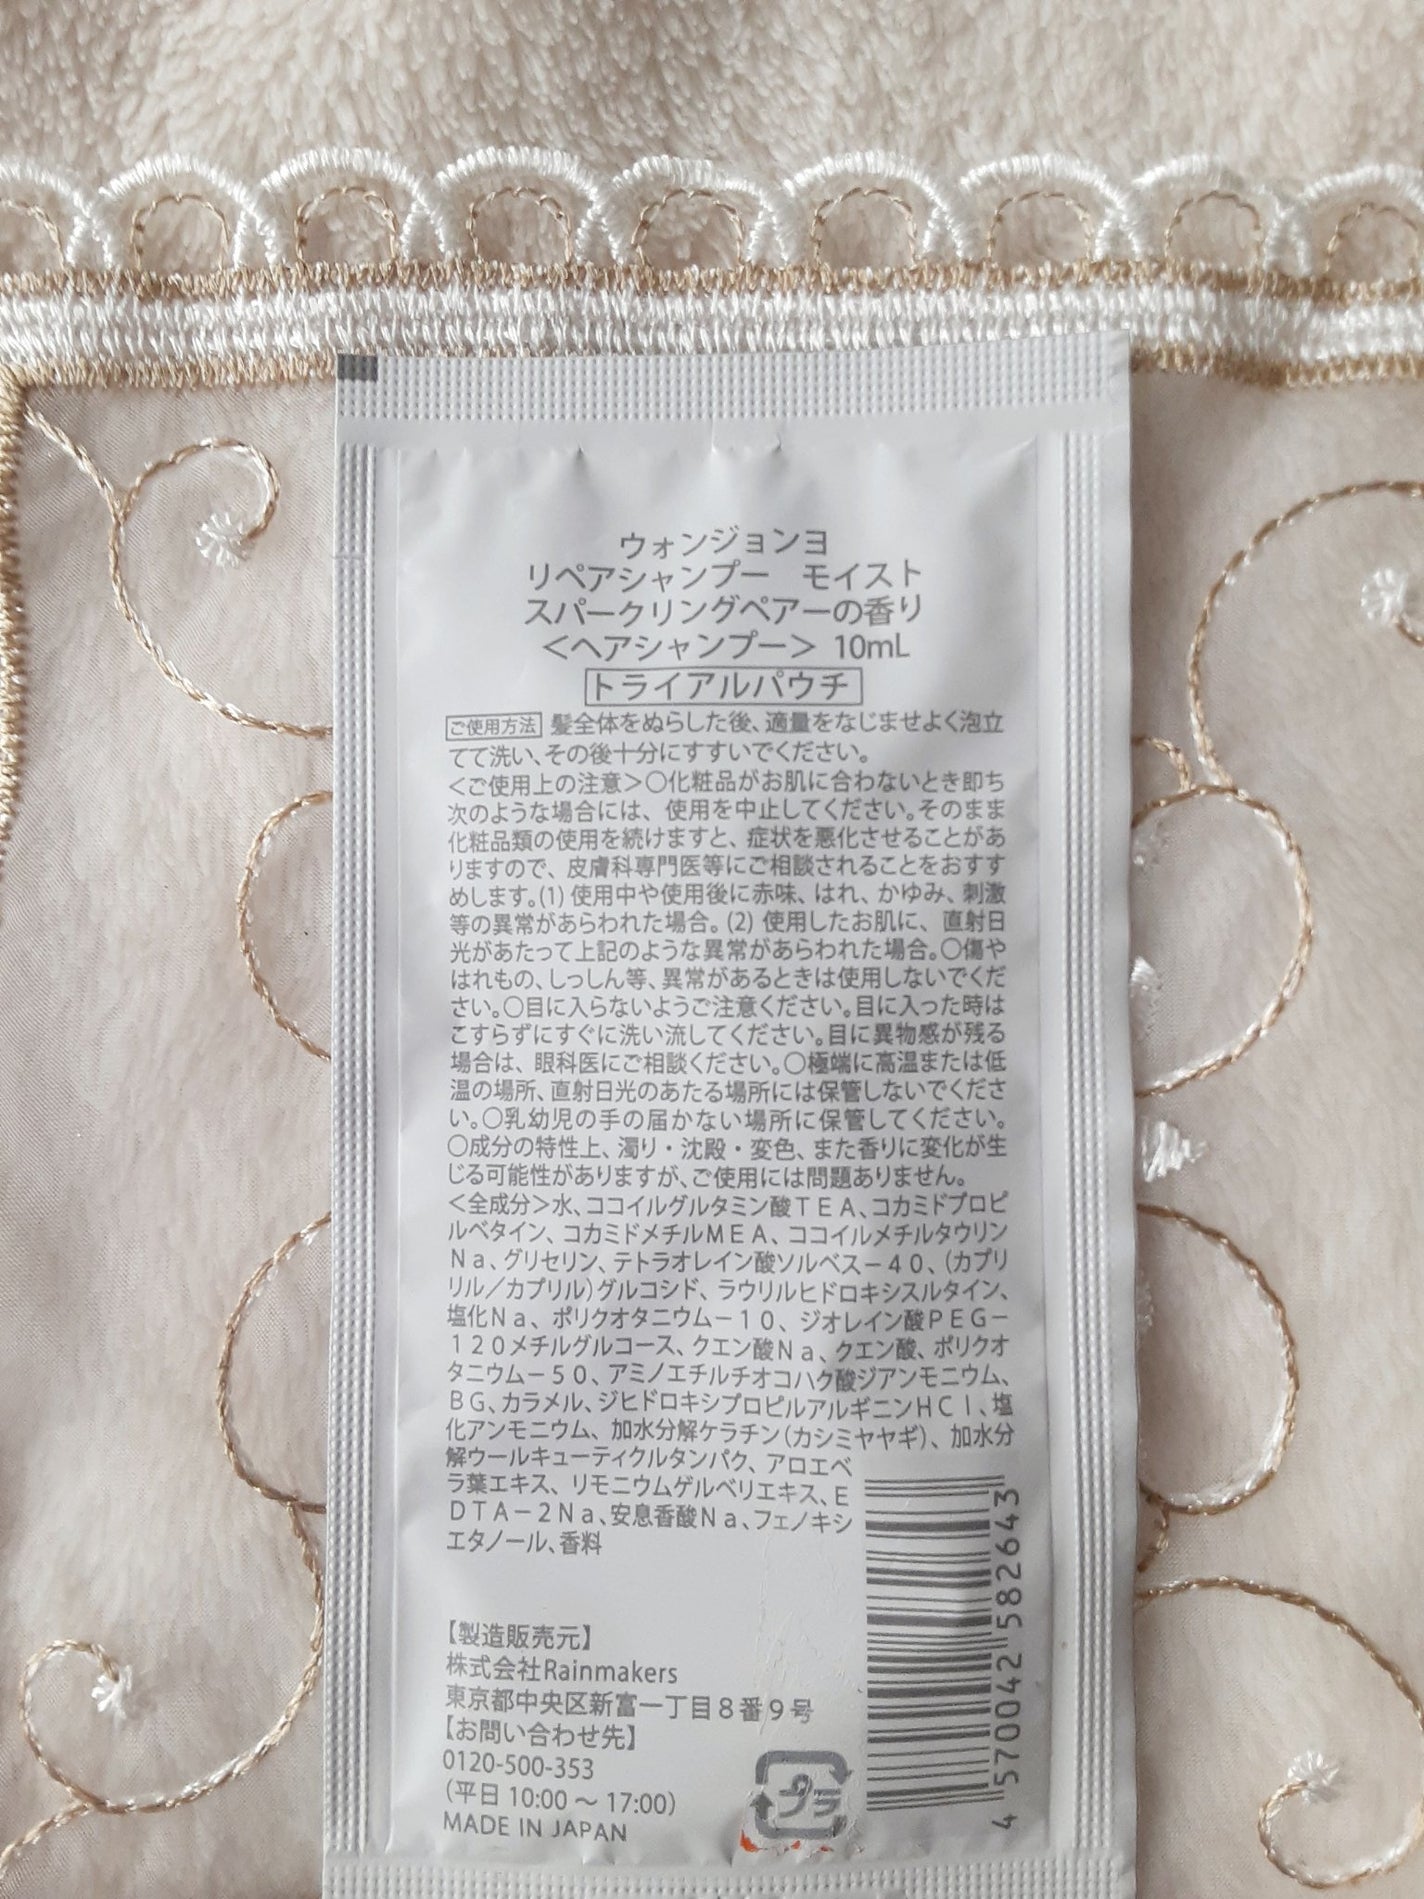 ウォンジョンヨ
リペアシャンプー　モイスト
スパークリングペアーの香り
＜ヘアシャンプー＞ 10mL
トライアルパウチ
ご使用方法 髪全体をぬらした後、適量をなじませよく泡立
てて洗い、その後十分にすすいでください。
＜ご使用上の注意＞○化粧品がお肌に合わないとき即ち
次のような場合には、使用を中止してください。そのまま
化粧品類の使用を続けますと、症状を悪化させることがあ
りますので、皮膚科専門医等にご相談されることをおすす
めします。(1) 使用中や使用後に赤味、はれ、かゆみ、刺激
等の異常があらわれた場合。(2) 使用したお肌に、直射日
光があたって上記のような異常があらわれた場合。○傷や
はれもの、しっしん等、異常があるときは使用しないでくだ
さい。○目に入らないようご注意ください。目に入った時は
こすらずにすぐに洗い流してください。目に異物感が残る
場合は、眼科医にご相談ください。○極端に高温または低
温の場所、直射日光のあたる場所には保管しないでくださ
い。○乳幼児の手の届かない場所に保管してください。
○成分の特性上、濁り・沈殿・変色、また香りに変化が生
じる可能性がありますが、ご使用には問題ありません。
＜全成分＞水、ココイルグルタミン酸ＴＥＡ、コカミドプロピ
ルベタイン、コカミドメチルＭＥＡ、ココイルメチルタウリン
Ｎａ、グリセリン、テトラオレイン酸ソルベス－４０、（カプリ
リル／カプリル）グルコシド、ラウリルヒドロキシスルタイン、
塩化Ｎａ、ポリクオタニウム－１０、ジオレイン酸ＰＥＧ－
１２０メチルグルコース、クエン酸Ｎａ、クエン酸、ポリクオ
タニウム－５０、アミノエチルチオコハク酸ジアンモニウム、
ＢＧ、カラメル、ジヒドロキシプロピルアルギニンＨＣｌ、塩
化アンモニウム、加水分解ケラチン（カシミヤヤギ）、加水分
解ウールキューティクルタンパク、アロエベ
ラ葉エキス、リモニウムゲルベリエキス、Ｅ
ＤＴＡ－２Ｎａ、安息香酸Ｎａ、フェノキシ
エタノール、香料
【製造販売元】
株式会社Rainmakers
東京都中央区新富一丁目８番９号
【お問い合わせ先】
0120-500-353
（平日 10:00 ～ 17:00）
MADE IN JAPAN
プラ
4 570042 582643